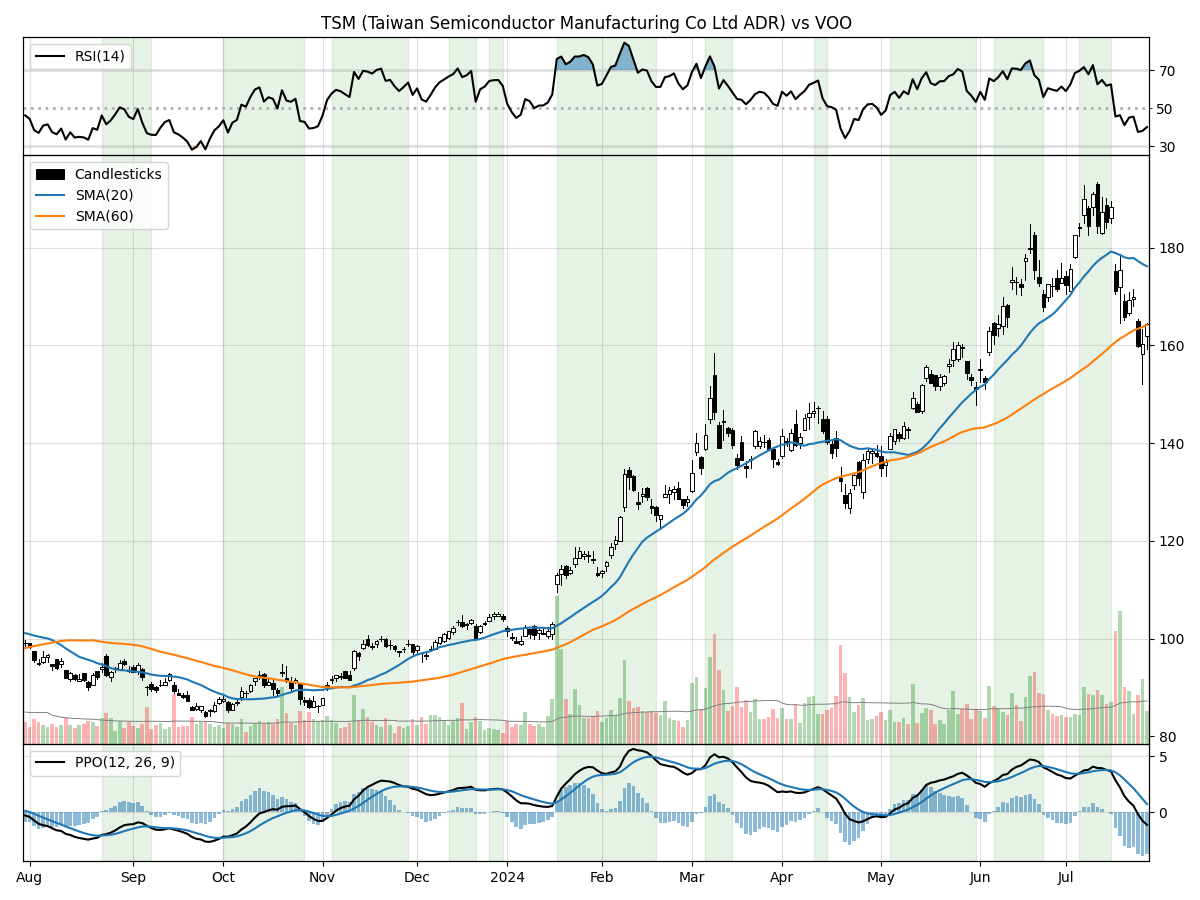 TSM (Taiwan Semiconductor Manufacturing Co Ltd ADR) vs VOO
RSI(14)
70
50
30
Candlesticks
SMA(20)
SMA(60)
180
160
140
120
100
80
PPO(12, 26, 9)
5
0
Aug Sep Oct Nov Dec 2024 Feb Mar Apr May Jun Jul